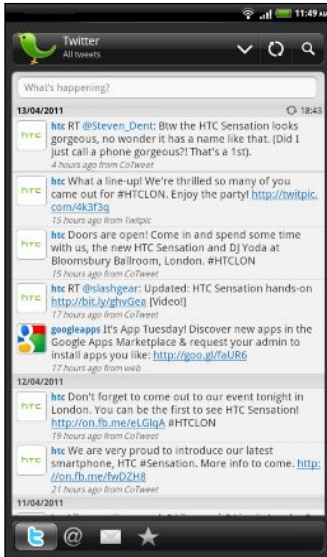 11:49 AM
Twitter
All tweets
What's happening?
13/04/2011 18:43
htc
htc RT @Steven_Dent: Btw the HTC Sensation looks
gorgeous, no wonder it has a name like that. (Did I
just call a phone gorgeous?! That's a 1st).
4 hours ago from CoTweet
htc
htc What a line-up! We're thrilled so many of you
came out for #HTCLON. Enjoy the party! http://twitpic.
com/4k3f3q
15 hours ago from Twitpic
htc
htc Doors are open! Come in and spend some time
with us, the new HTC Sensation and DJ Yoda at
Bloomsbury Ballroom, London. #HTCLON
15 hours ago from CoTweet
htc
htc RT @slashgear: Updated: HTC Sensation hands-on
http://bit.ly/ghvGea [Video!]
17 hours ago from CoTweet
googleapps It's App Tuesday! Discover new apps in the
Google Apps Marketplace & request your admin to
install apps you like: http://goo.gl/faUR6
17 hours ago from web
12/04/2011
htc
htc Don't forget to come out to our event tonight in
London. You can be the first to see HTC Sensation!
http://on.fb.me/eLGlqA #HTCLON
19 hours ago from CoTweet
htc
htc We are very proud to introduce our latest
smartphone, HTC #Sensation. More info to come. http:
//on.fb.me/fwDZH8
21 hours ago from CoTweet
11/04/2011